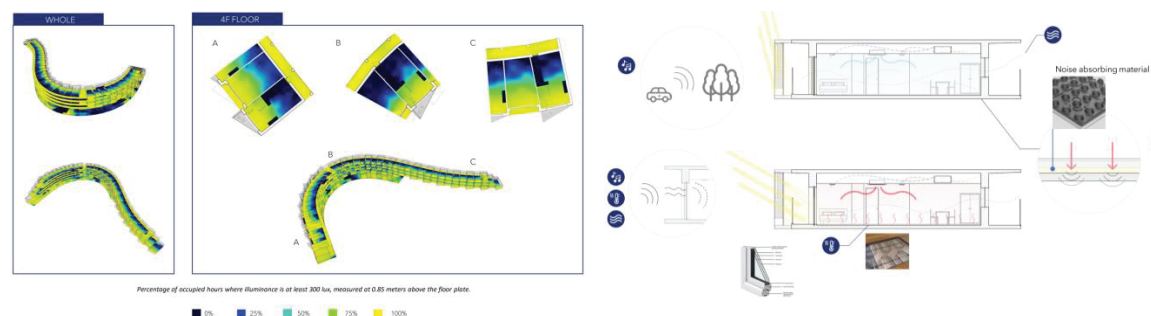 WHOLE
4F FLOOR
A
B
C
B
C
A
Percentage of occupied hours where illuminance is at least 300 lux, measured at 0.85 meters above the floor plate.
0% 25% 50% 75% 100%
Noise absorbing material